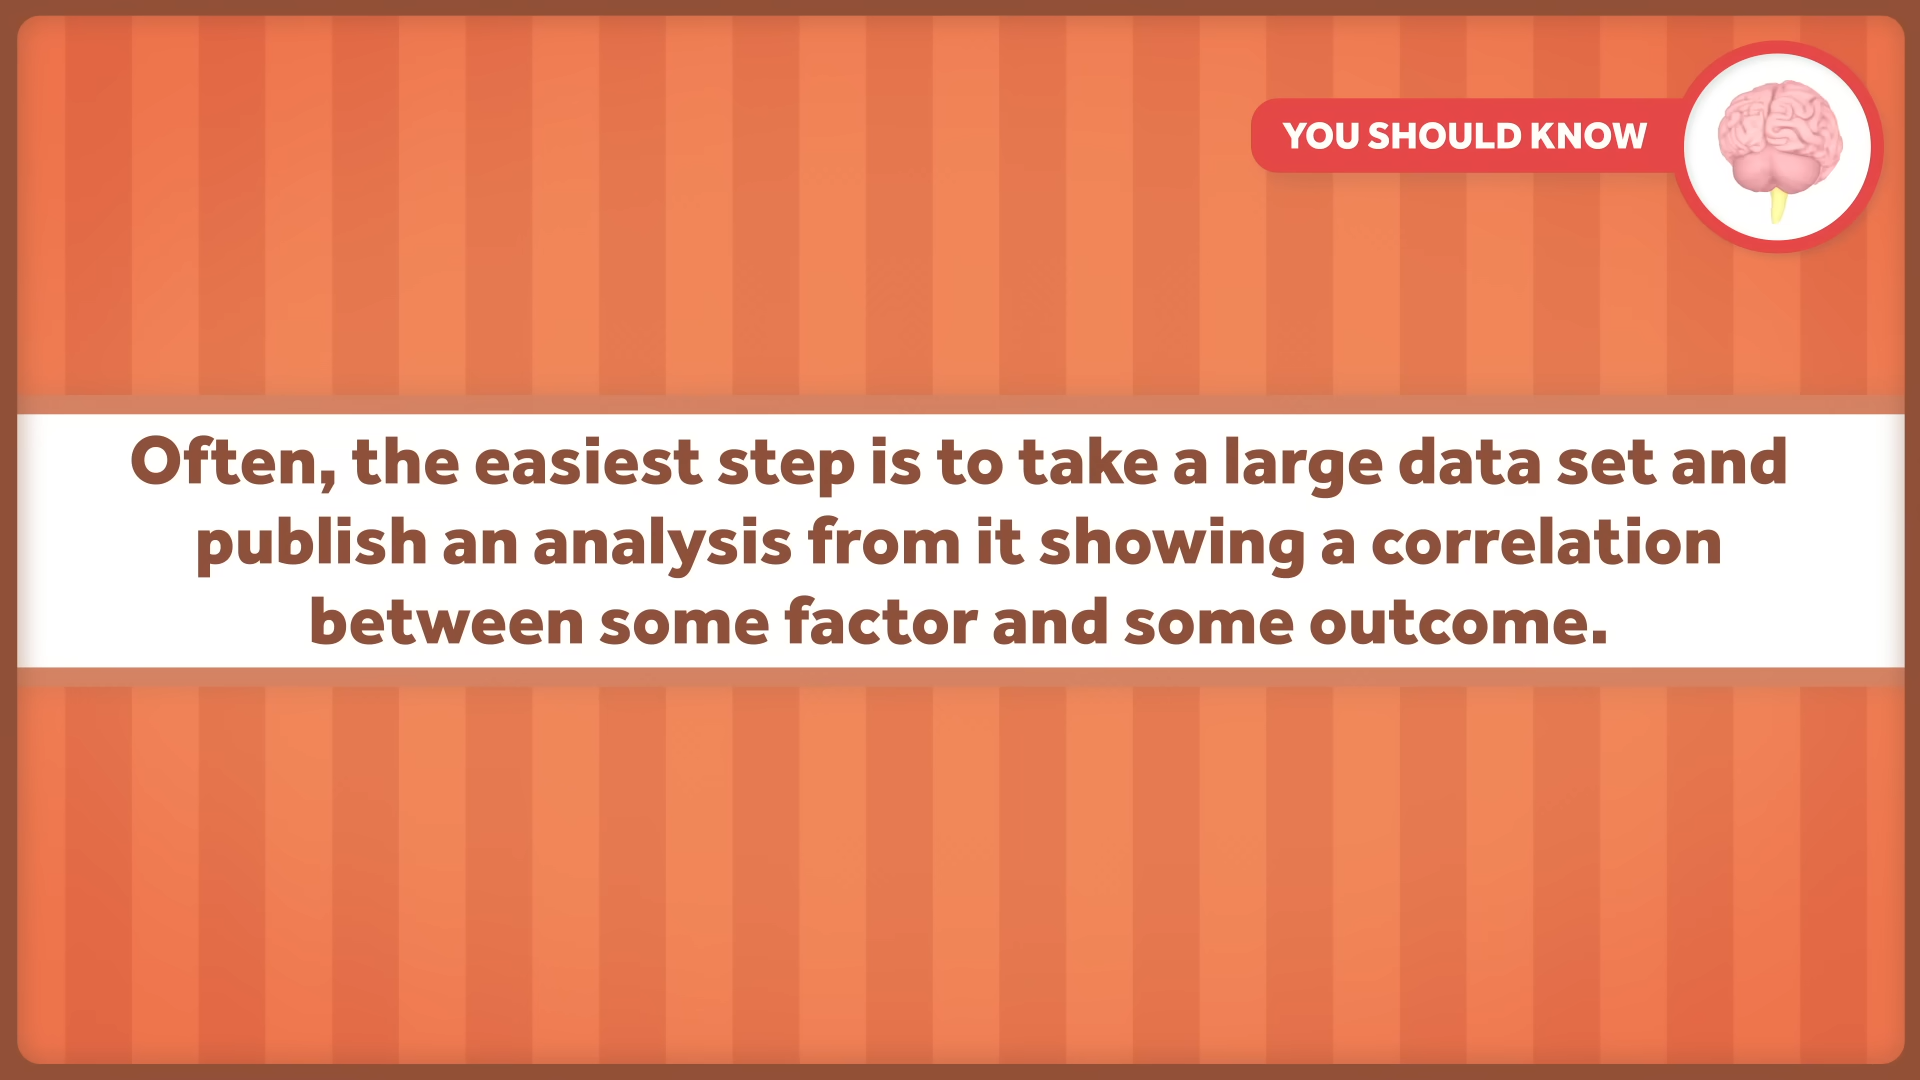 YOU SHOULD KNOW
Often, the easiest step is to take a large data set and
publish an analysis from it showing a correlation
between some factor and some outcome.